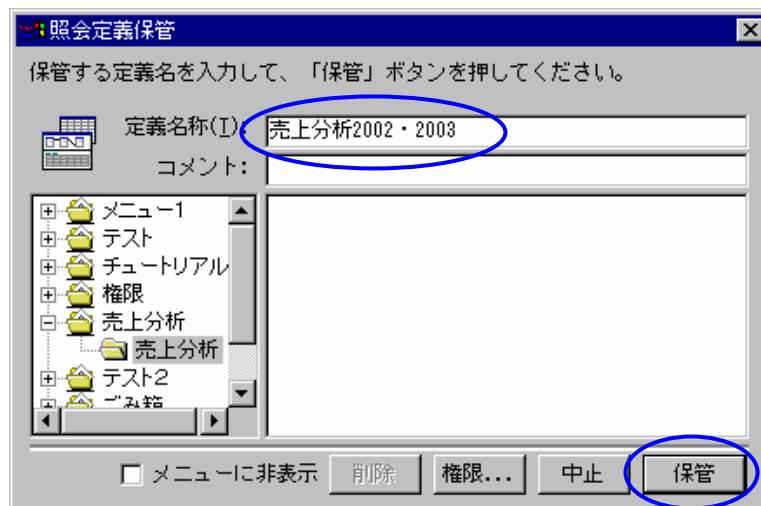 照会定義保管
保管する定義名を入力して、「保管」ボタンを押してください。
定義名称(I): 売上分析2002・2003
コメント:
メニュー1
テスト
チュートリアル
権限
売上分析
売上分析
テスト2
ごみ箱
メニューに非表示 削除 権限... 中止 保管